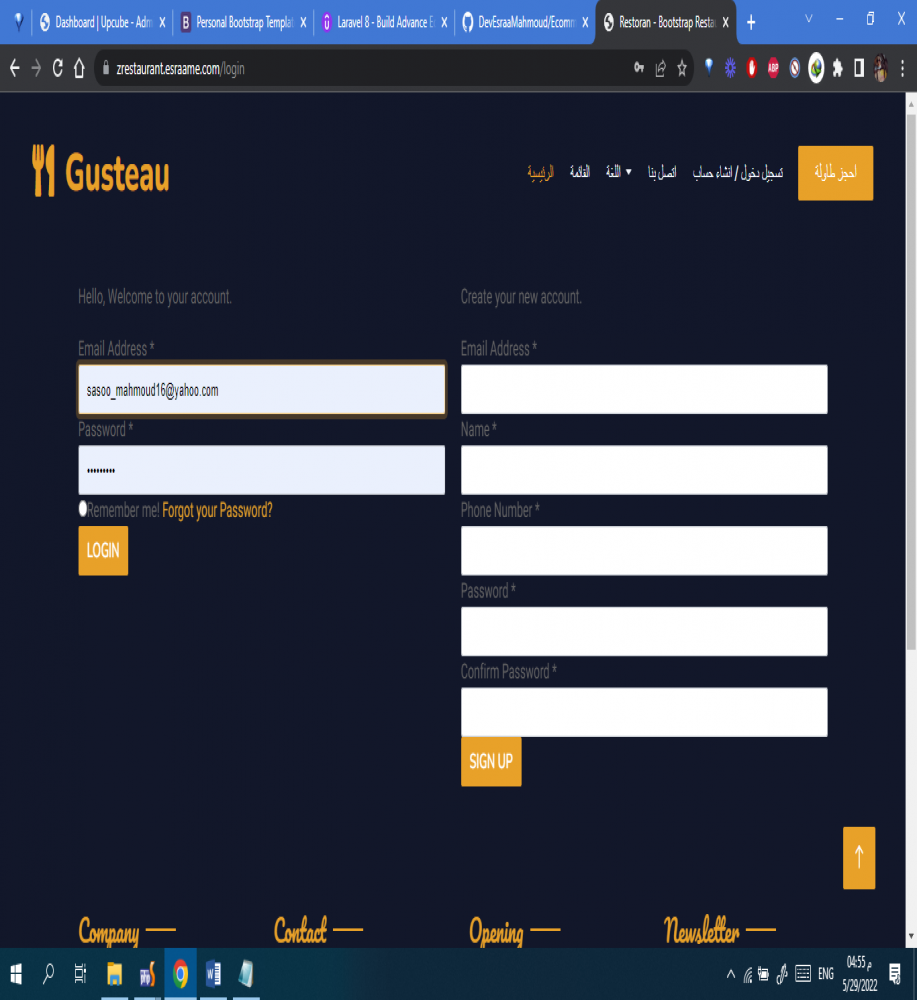 Dashboard | Upcube - Adm
Personal Bootstrap Templat
Laravel 8 - Build Advance E
DevEsraaMahmoud/Ecomm
Restoran - Bootstrap Resta
zrestaurant.esraame.com/login
ABP
Gusteau
الرئيسية
القائمة
اللغة
اتصل بنا
تسجيل دخول / انشاء حساب
احجز طاولة
Hello, Welcome to your account.
Email Address *
sasoo_mahmoud16@yahoo.com
Password *
•••••••••
Remember me! Forgot your Password?
LOGIN
Create your new account.
Email Address *
Name *
Phone Number *
Password *
Confirm Password *
SIGN UP
Company
Contact
Opening
Newsletter
ENG
04:55 م
5/29/2022